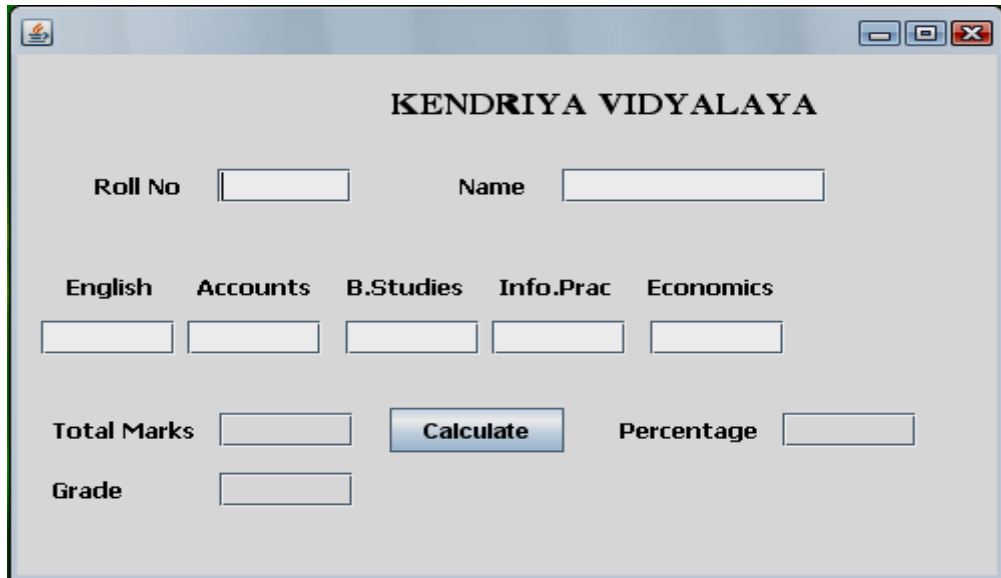 KENDRIYA VIDYALAYA
Roll No Name
English Accounts B.Studies Info.Prac Economics
Total Marks Calculate Percentage
Grade